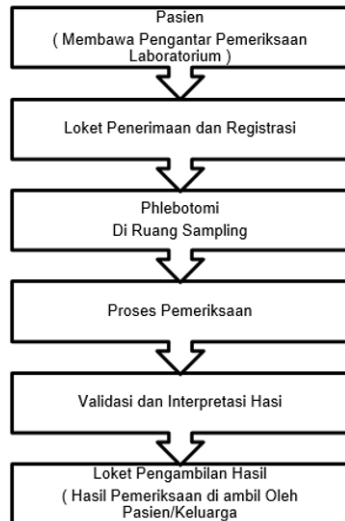 Pasien
( Membawa Pengantar Pemeriksaan
Laboratorium )
Loket Penerimaan dan Registrasi
Phlebotomi
Di Ruang Sampling
Proses Pemeriksaan
Validasi dan Interpretasi Hasi
Loket Pengambilan Hasil
( Hasil Pemeriksaan di ambil Oleh
Pasien/Keluarga